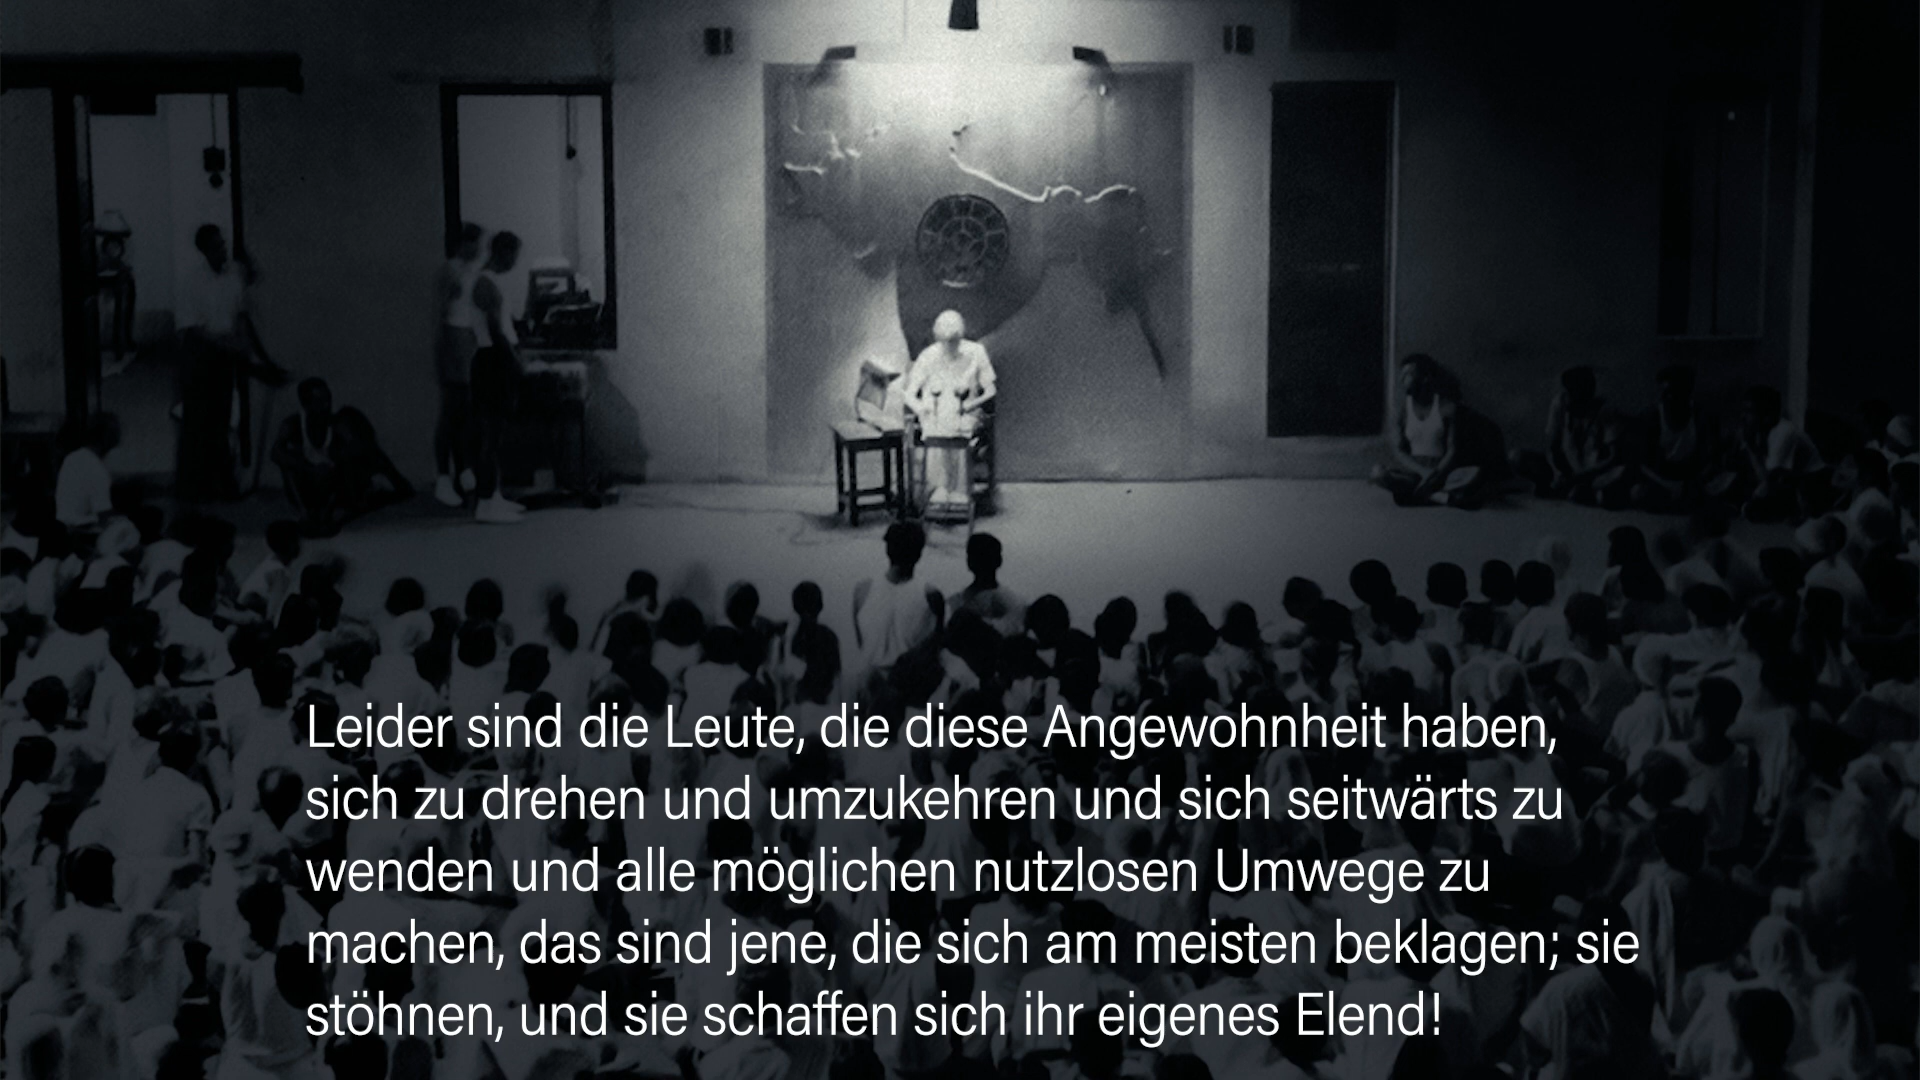 Leider sind die Leute, die diese Angewohnheit haben,
sich zu drehen und umzukehren und sich seitwärts zu
wenden und alle möglichen nutzlosen Umwege zu
machen, das sind jene, die sich am meisten beklagen; sie
stöhnen, und sie schaffen sich ihr eigenes Elend!